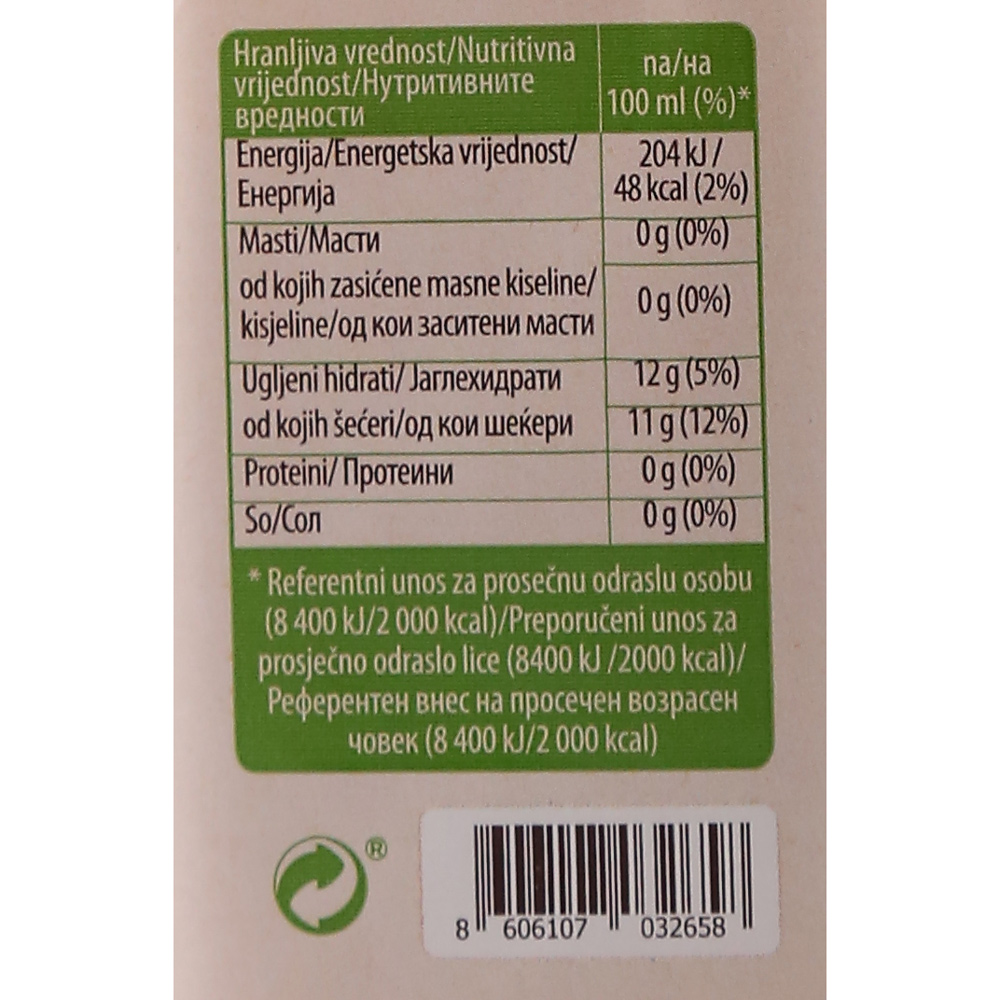 Hranljiva vrednost/Nutritivna
vrijednost/Нутритивните
вредности
na/на
100 ml (%)*
Energija/Energetska vrijednost/
Енергија
204 kJ /
48 kcal (2%)
Masti/Масти
0 g (0%)
od kojih zasićene masne kiseline/
kisjeline/од кои заситени масти
0 g (0%)
Ugljeni hidrati/ Јаглехидрати
12 g (5%)
od kojih šećeri/од кои шеќери
11 g (12%)
Proteini/ Протеини
0 g (0%)
So/Сол
0 g (0%)
* Referentni unos za prosečnu odraslu osobu
(8 400 kJ/2 000 kcal)/Preporučeni unos za
prosječno odraslo lice (8400 kJ /2000 kcal)/
Референтен внес на просечен возрасен
човек (8 400 kJ/2 000 kcal)
®
8 606107 032658